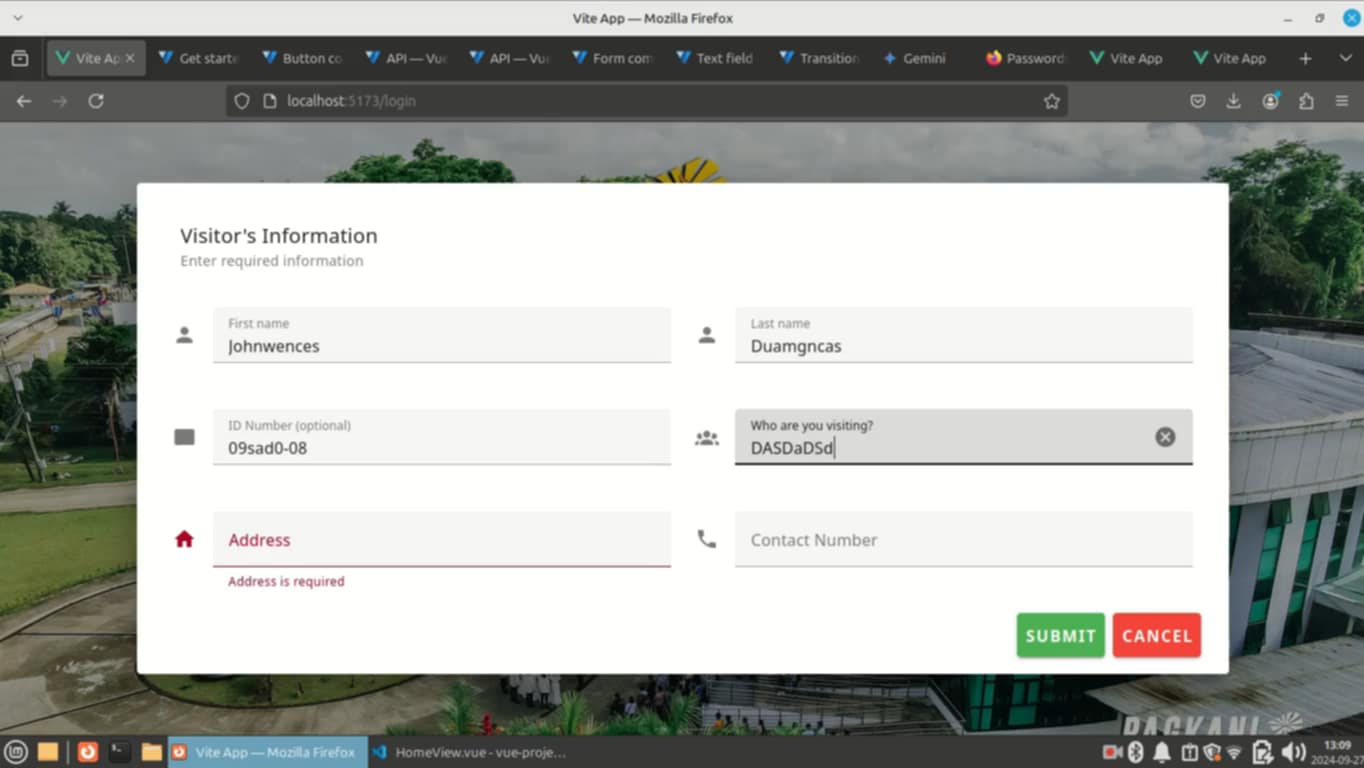 Vite App — Mozilla Firefox
Vite Ap
Get starte
Button co
API — Vue
API — Vue
Form com
Text field
Transition
Gemini
Password
Vite App
Vite App
localhost:5173/login
Visitor's Information
Enter required information
First name
Johnwences
Last name
Duamgncas
ID Number (optional)
09sad0-08
Who are you visiting?
DASDaDSd
Address
Address is required
Contact Number
SUBMIT
CANCEL
Vite App — Mozilla Firefox
HomeView.vue - vue-proje...
13:09
2024-09-27